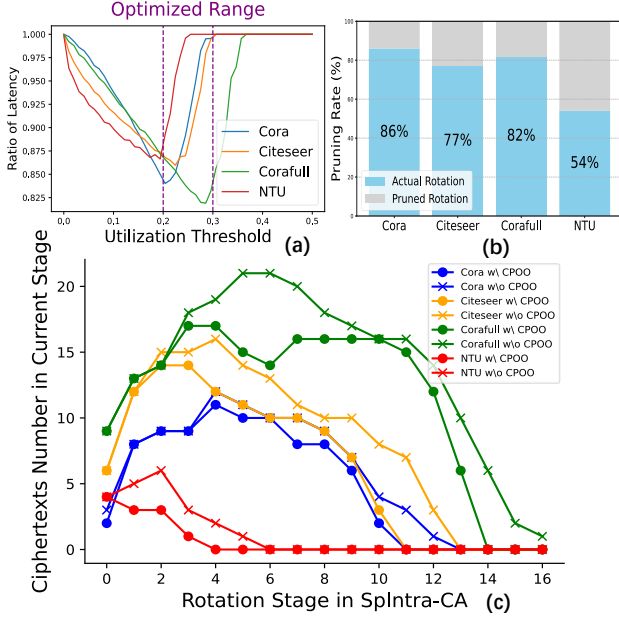 Optimized Range
1,000
0,975
0,950
0,925
0,900
0,875
0,850
0,825
Ratio of Latency
Cora
Citeseer
Corafull
NTU
0,0
0,1
0,2
0,3
0,4
0,5
Utilization Threshold
(a)
100
80
60
40
20
0
Pruning Rate (%)
86%
77%
82%
54%
Actual Rotation
Pruned Rotation
Cora
Citeseer
Corafull
NTU
(b)
20
15
10
5
0
Ciphertexts Number in Current Stage
Cora w\ CPOO
Cora w\o CPOO
Citeseer w\ CPOO
Citeseer w\o CPOO
Corafull w\ CPOO
Corafull w\o CPOO
NTU w\ CPOO
NTU w\o CPOO
0 2 4 6 8 10 12 14 16
Rotation Stage in SpIntra-CA
(c)